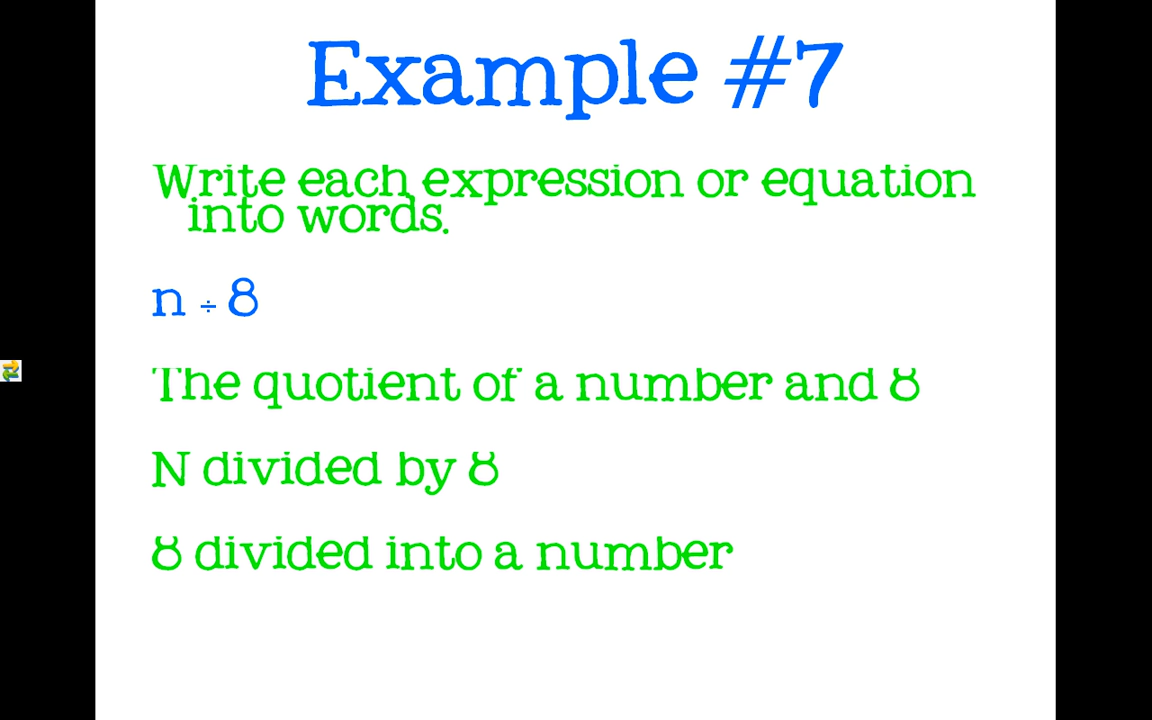 Example #7
Write each expression or equation
into words.
n ÷ 8
The quotient of a number and 8
N divided by 8
8 divided into a number